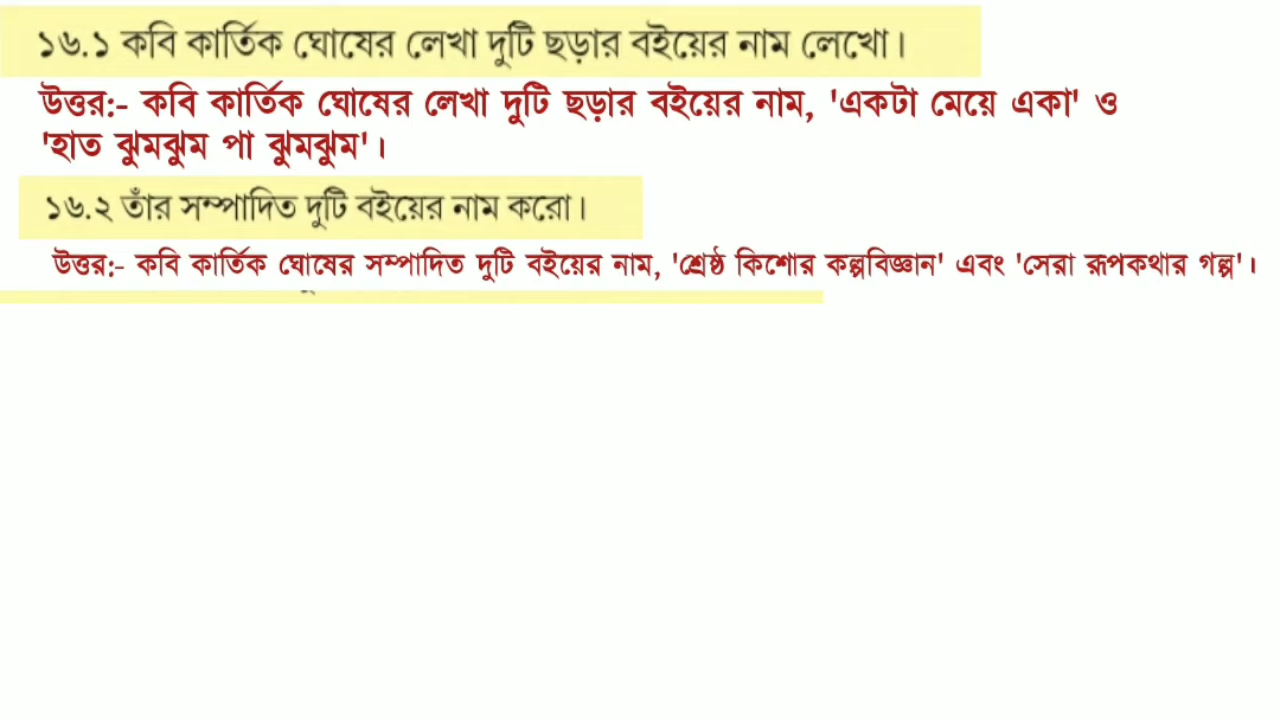 ১৬.১ কবি কার্তিক ঘোষের লেখা দুটি ছড়ার বইয়ের নাম লেখো।
উত্তর:- কবি কার্তিক ঘোষের লেখা দুটি ছড়ার বইয়ের নাম, 'একটা মেয়ে একা' ও
'হাত ঝুমঝুম পা ঝুমঝুম'।
১৬.২ তাঁর সম্পাদিত দুটি বইয়ের নাম করো।
উত্তর:- কবি কার্তিক ঘোষের সম্পাদিত দুটি বইয়ের নাম, 'শ্রেষ্ঠ কিশোর কল্পবিজ্ঞান' এবং 'সেরা রূপকথার গল্প'।